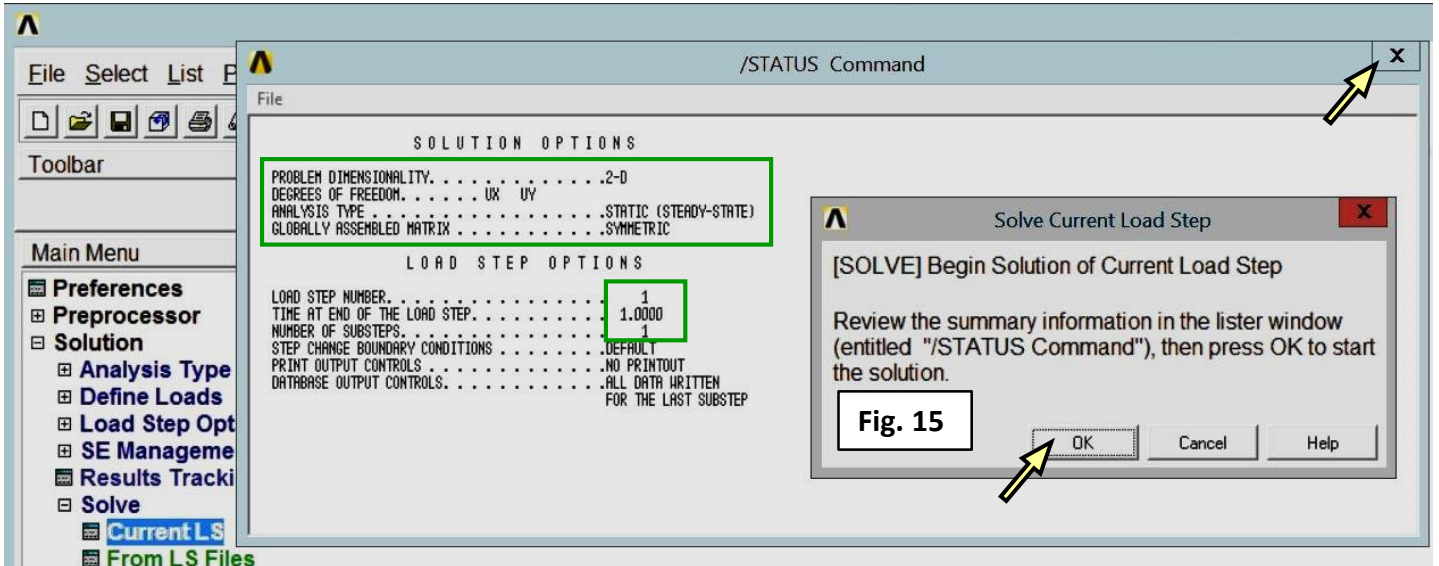 File Select List P
Toolbar
Main Menu
Preferences
Preprocessor
Solution
Analysis Type
Define Loads
Load Step Opt
SE Manageme
Results Tracki
Solve
Current LS
From LS Files
/STATUS Command
X
File
SOLUTION OPTIONS
PROBLEM DIMENSIONALITY. . . . . . . . . . . . . .2-D
DEGREES OF FREEDOM. . . . . . UX UY
ANALYSIS TYPE . . . . . . . . . . . . . . . . . .STATIC (STEADY-STATE)
GLOBALLY ASSEMBLED MATRIX . . . . . . . . . . . .SYMMETRIC
LOAD STEP OPTIONS
LOAD STEP NUMBER. . . . . . . . . . . . . . . . . 1
TIME AT END OF THE LOAD STEP. . . . . . . . . . . 1.0000
NUMBER OF SUBSTEPS. . . . . . . . . . . . . . . . 1
STEP CHANGE BOUNDARY CONDITIONS . . . . . . . . .DEFAULT
PRINT OUTPUT CONTROLS . . . . . . . . . . . . . .NO PRINTOUT
DATABASE OUTPUT CONTROLS. . . . . . . . . . . . .ALL DATA WRITTEN
FOR THE LAST SUBSTEP
Solve Current Load Step
X
[SOLVE] Begin Solution of Current Load Step
Review the summary information in the lister window
(entitled "/STATUS Command"), then press OK to start
the solution.
Fig. 15
OK Cancel Help